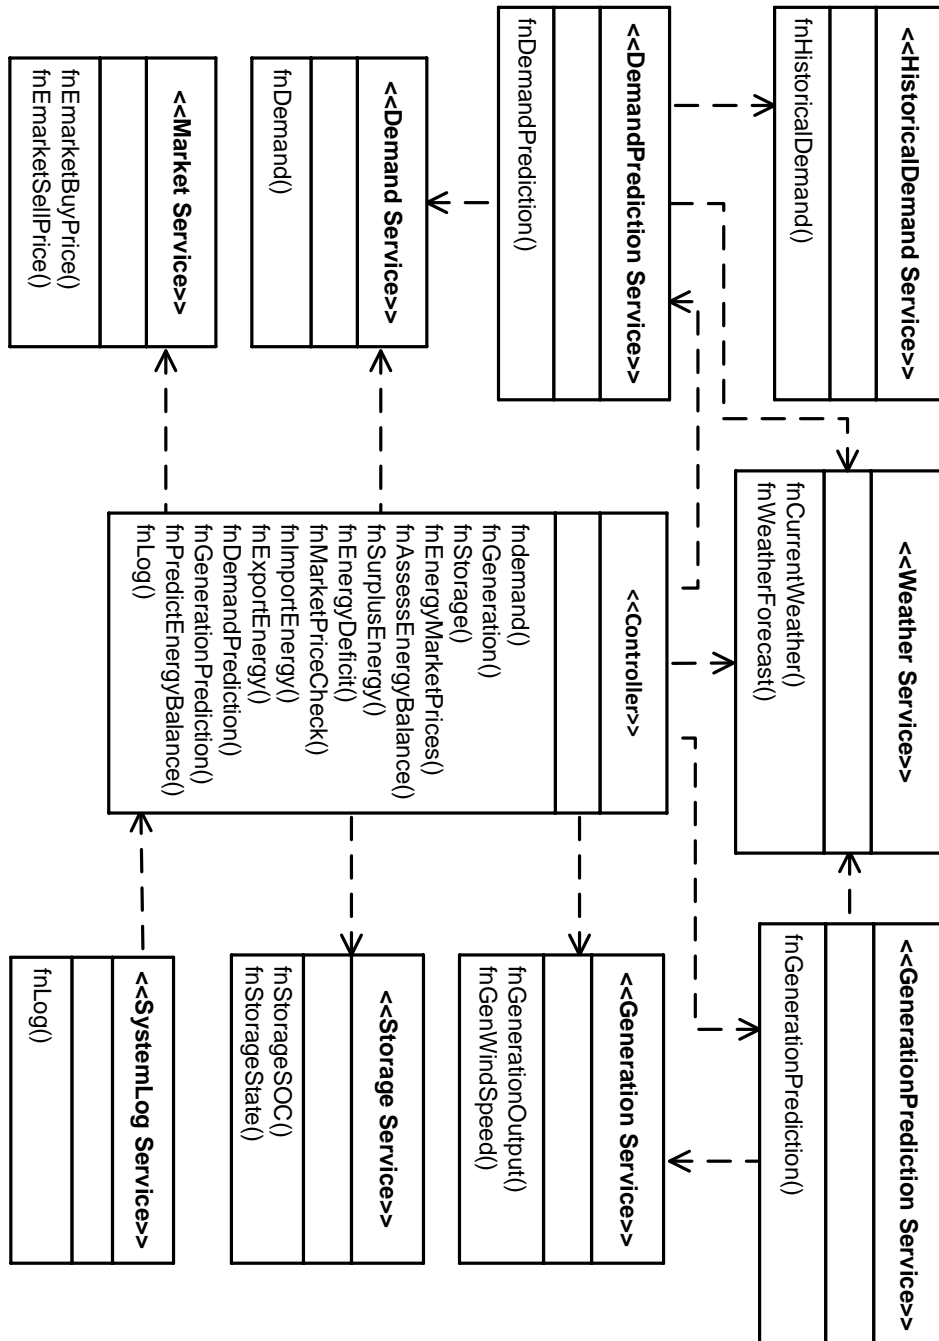 <<HistoricalDemand Service>>
fnHistoricalDemand()
<<Weather Service>>
fnCurrentWeather()
fnWeatherForecast()
<<GenerationPrediction Service>>
fnGenerationPrediction()
<<DemandPrediction Service>>
fnDemandPrediction()
<<Controller>>
fndemand()
fnGeneration()
fnStorage()
fnEnergyMarketPrices()
fnAssessEnergyBalance()
fnSurplusEnergy()
fnEnergyDeficit()
fnMarketPriceCheck()
fnImportEnergy()
fnExportEnergy()
fnDemandPrediction()
fnGenerationPrediction()
fnPredictEnergyBalance()
fnLog()
<<Generation Service>>
fnGenerationOutput()
fnGenWindSpeed()
<<Demand Service>>
fnDemand()
<<Storage Service>>
fnStorageSOC()
fnStorageState()
<<Market Service>>
fnEmarketBuyPrice()
fnEmarketSellPrice()
<<SystemLog Service>>
fnLog()